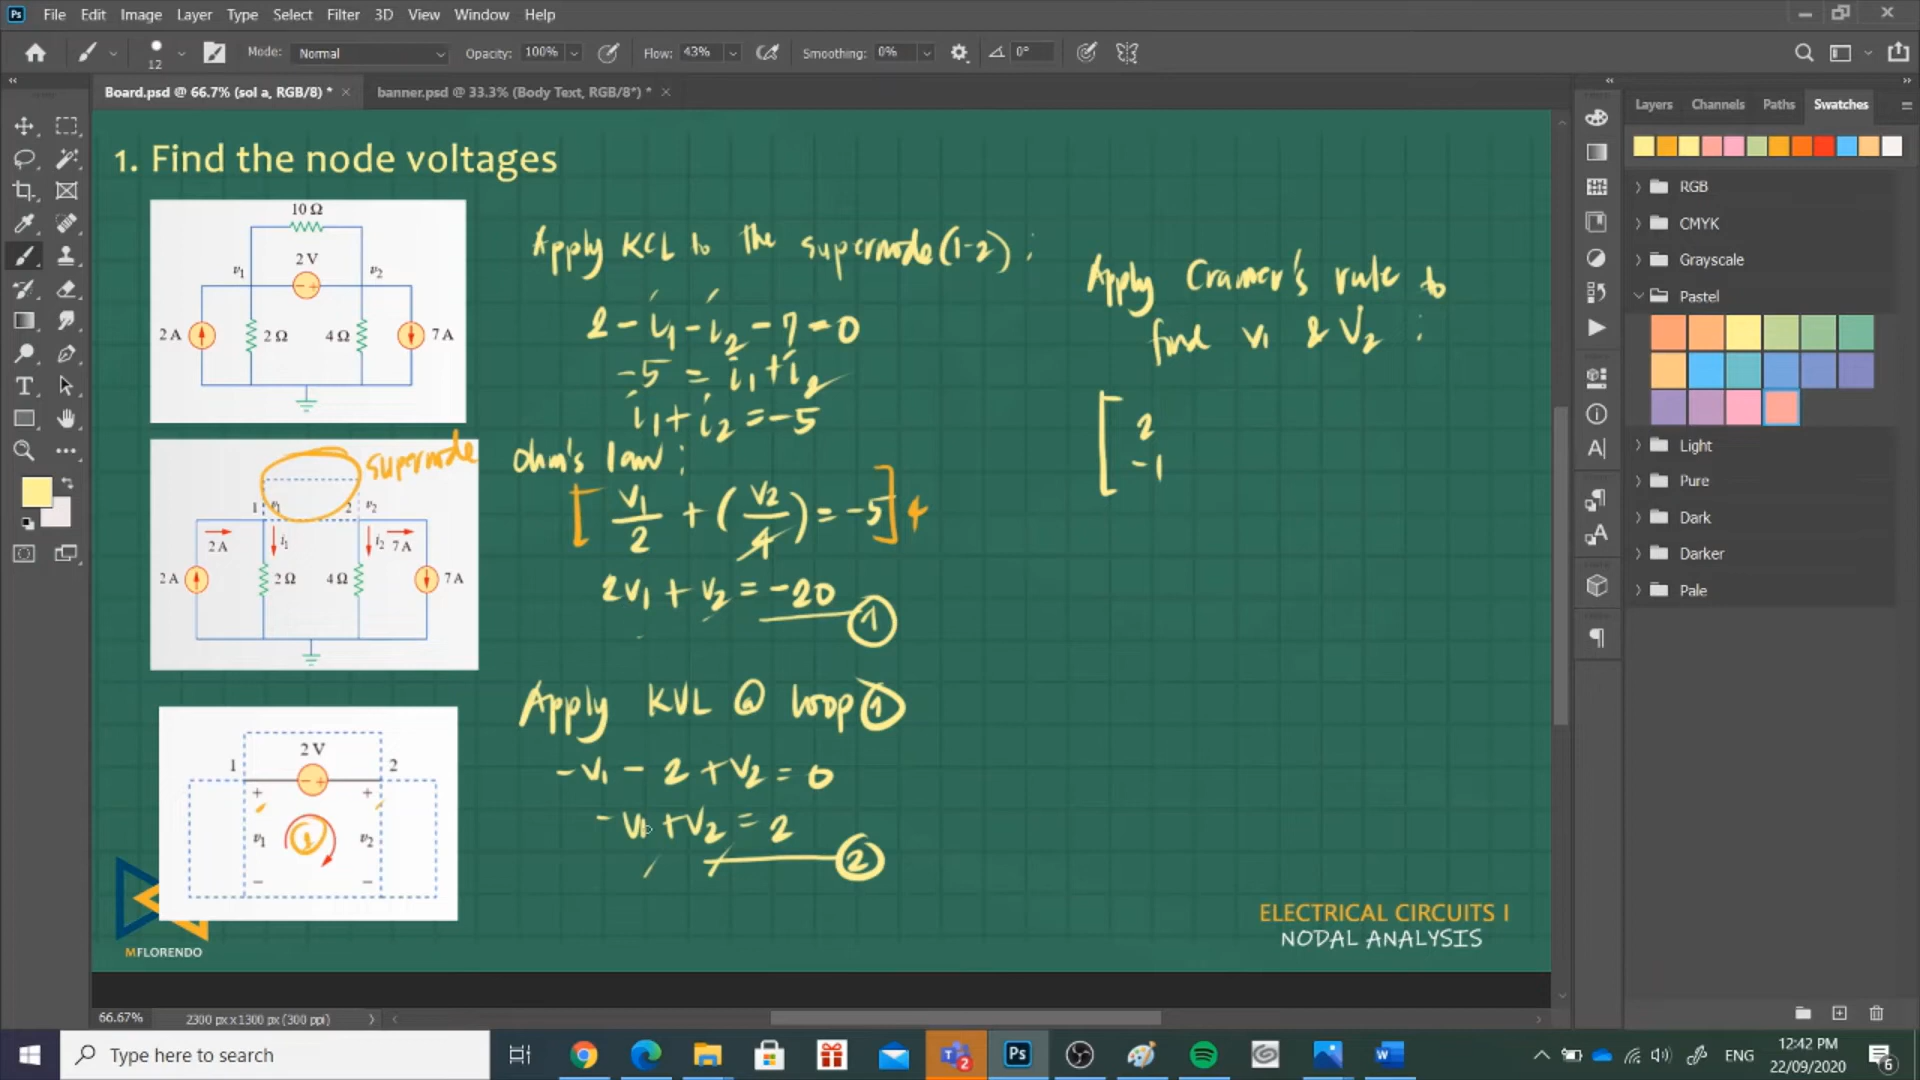 Ps File Edit Image Layer Type Select Filter 3D View Window Help
12 Mode: Normal Opacity: 100% Flow: 43% Smoothing: 0% 0°
Board.psd @ 66.7% (sol a, RGB/8) * × banner.psd @ 33.3% (Body Text, RGB/8*) * ×
1. Find the node voltages
10 Ω
2 V
v1
v2
2 A
2 Ω
4 Ω
7 A
supernode
1 v1
2 v2
2 A
i1
i2 7 A
2 A
2 Ω
4 Ω
7 A
2 V
1
2
+ +
v1
1
v2
− −
MFLORENDO
Apply KCL to the supernode (1-2) :
2 - i1 - i2 - 7 = 0
-5 = i1 + i2
i1 + i2 = -5
ohm's law :
[ v1/2 + (v2/4) = -5 ] 4
2v1 + v2 = -20
1
Apply KVL @ loop 1
-v1 - 2 + v2 = 0
-v1 + v2 = 2
2
Apply Cramer's rule to
find v1 & v2 :
[ 2
-1
ELECTRICAL CIRCUITS I
NODAL ANALYSIS
Layers Channels Paths Swatches
RGB
CMYK
Grayscale
Pastel
Light
Pure
Dark
Darker
Pale
66.67% 2300 px x 1300 px (300 ppi)
Type here to search
2
Ps
ENG
12:42 PM
22/09/2020
6